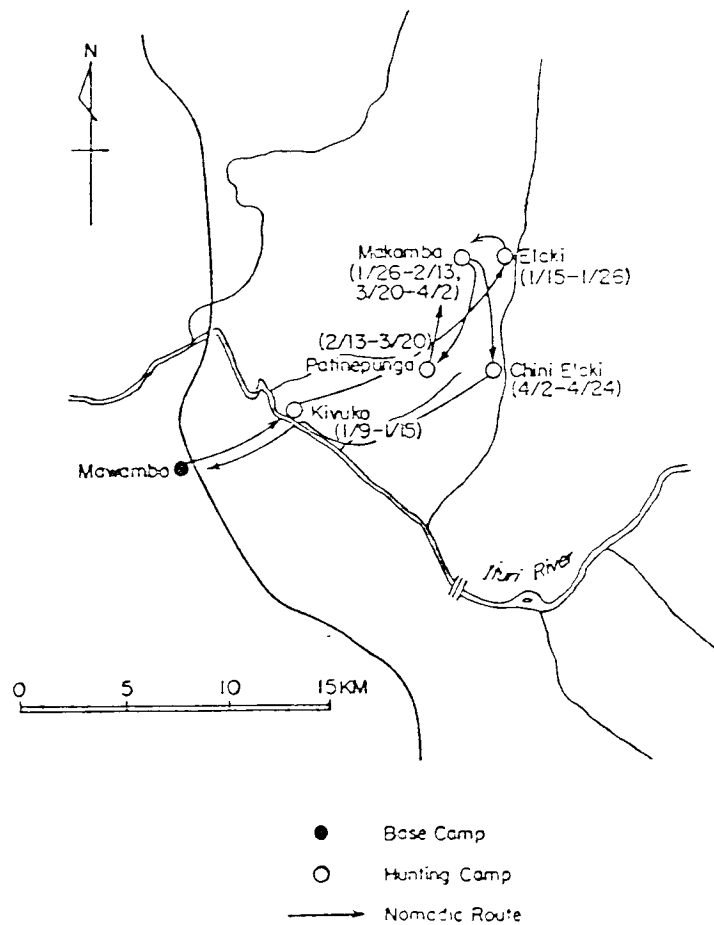 N
Makamba
(1/26-2/13,
3/20-4/2)
Elcki
(1/15-1/26)
(2/13-3/20)
Patinepunga
Chini Elcki
(4/2-4/24)
Kivuko
(1/9-1/15)
Mawamba
Ituri River
0 5 10 15KM
Base Camp
Hunting Camp
Nomadic Route